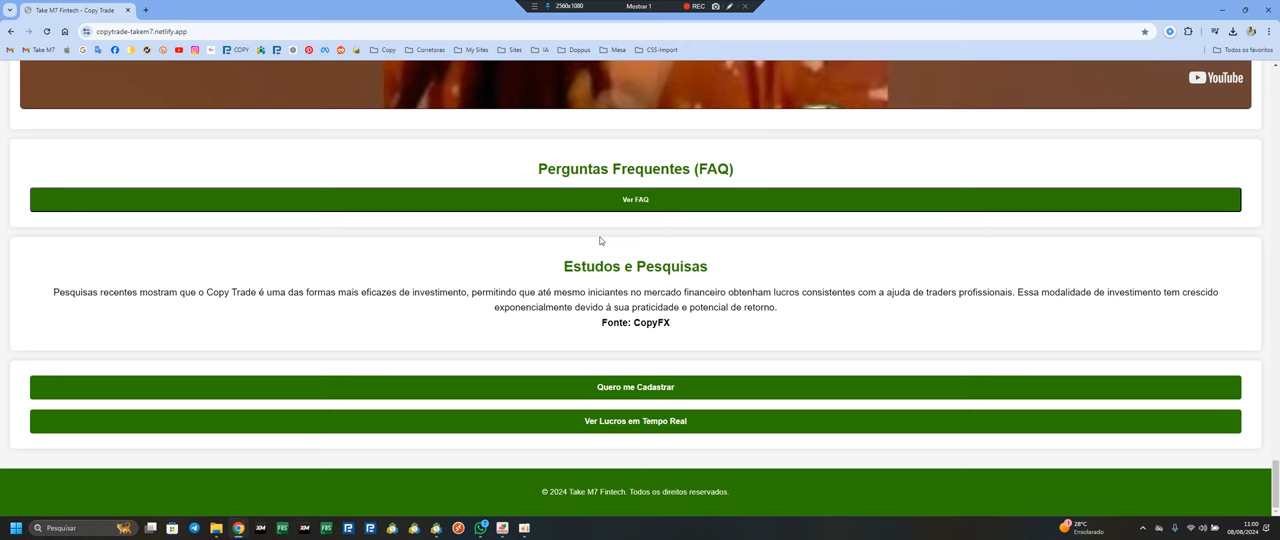 2560x1080
Mostrar 1
REC
Take M7 Fintech - Copy Trade
copytrade-takem7.netlify.app
Take M7
COPY
Copy
Corretoras
My Sites
Sites
IA
Doppus
Mesa
CSS-Import
Todos os favoritos
YouTube
Perguntas Frequentes (FAQ)
Ver FAQ
Estudos e Pesquisas
Pesquisas recentes mostram que o Copy Trade é uma das formas mais eficazes de investimento, permitindo que até mesmo iniciantes no mercado financeiro obtenham lucros consistentes com a ajuda de traders profissionais. Essa modalidade de investimento tem crescido
exponencialmente devido à sua praticidade e potencial de retorno.
Fonte: CopyFX
Quero me Cadastrar
Ver Lucros em Tempo Real
© 2024 Take M7 Fintech. Todos os direitos reservados.
Pesquisar
XM
FBS
XM
FBS
28°C
Ensolarado
11:00
08/08/2024